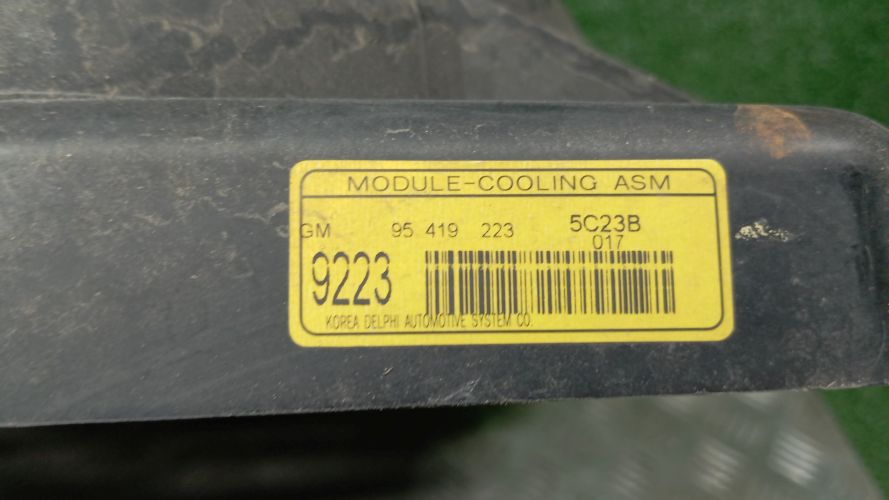 MODULE-COOLING ASM
GM 95 419 223 5C23B
017
9223
KOREA DELPHI AUTOMOTIVE SYSTEM CO.